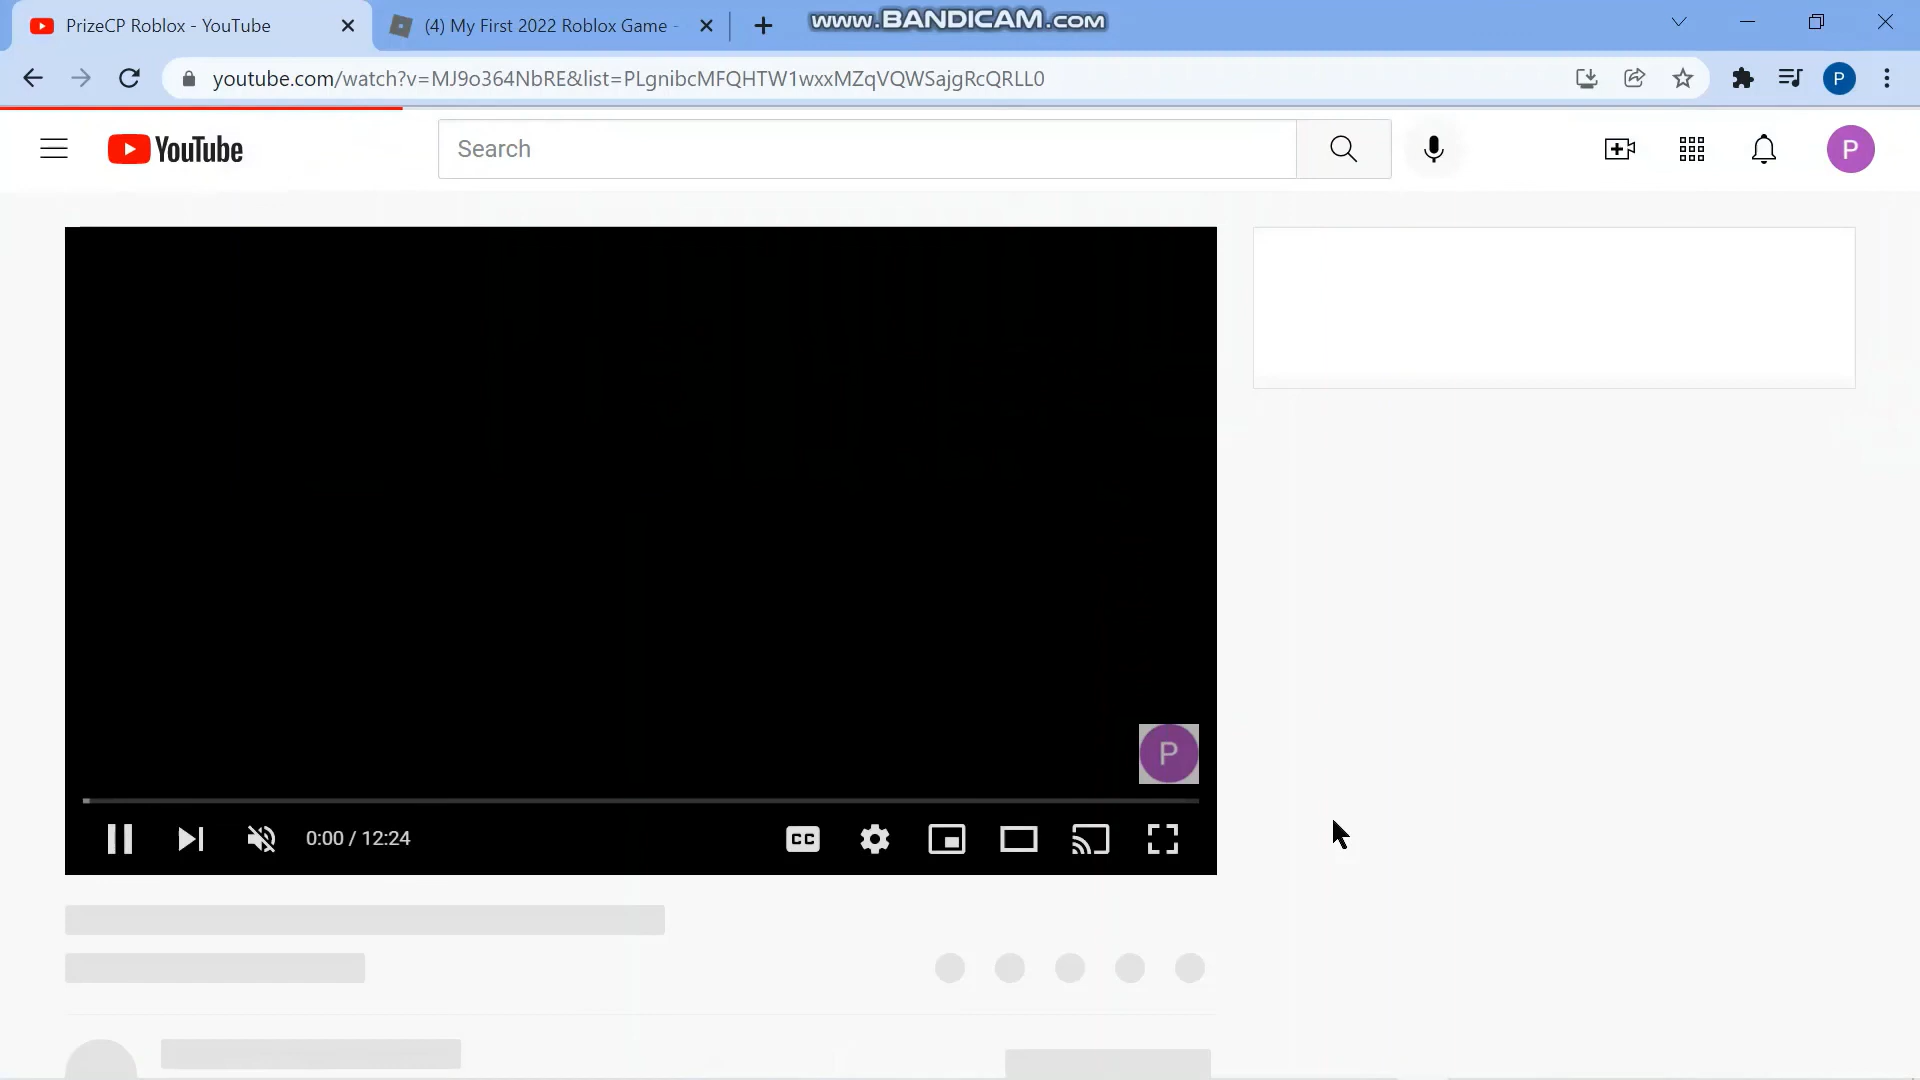 PrizeCP Roblox - YouTube
(4) My First 2022 Roblox Game -
www.BANDICAM.com
youtube.com/watch?v=MJ9o364NbRE&list=PLgnibcMFQHTW1wxxMZqVQWSajgRcQRLL0
P
YouTube
Search
P
P
0:00 / 12:24
CC